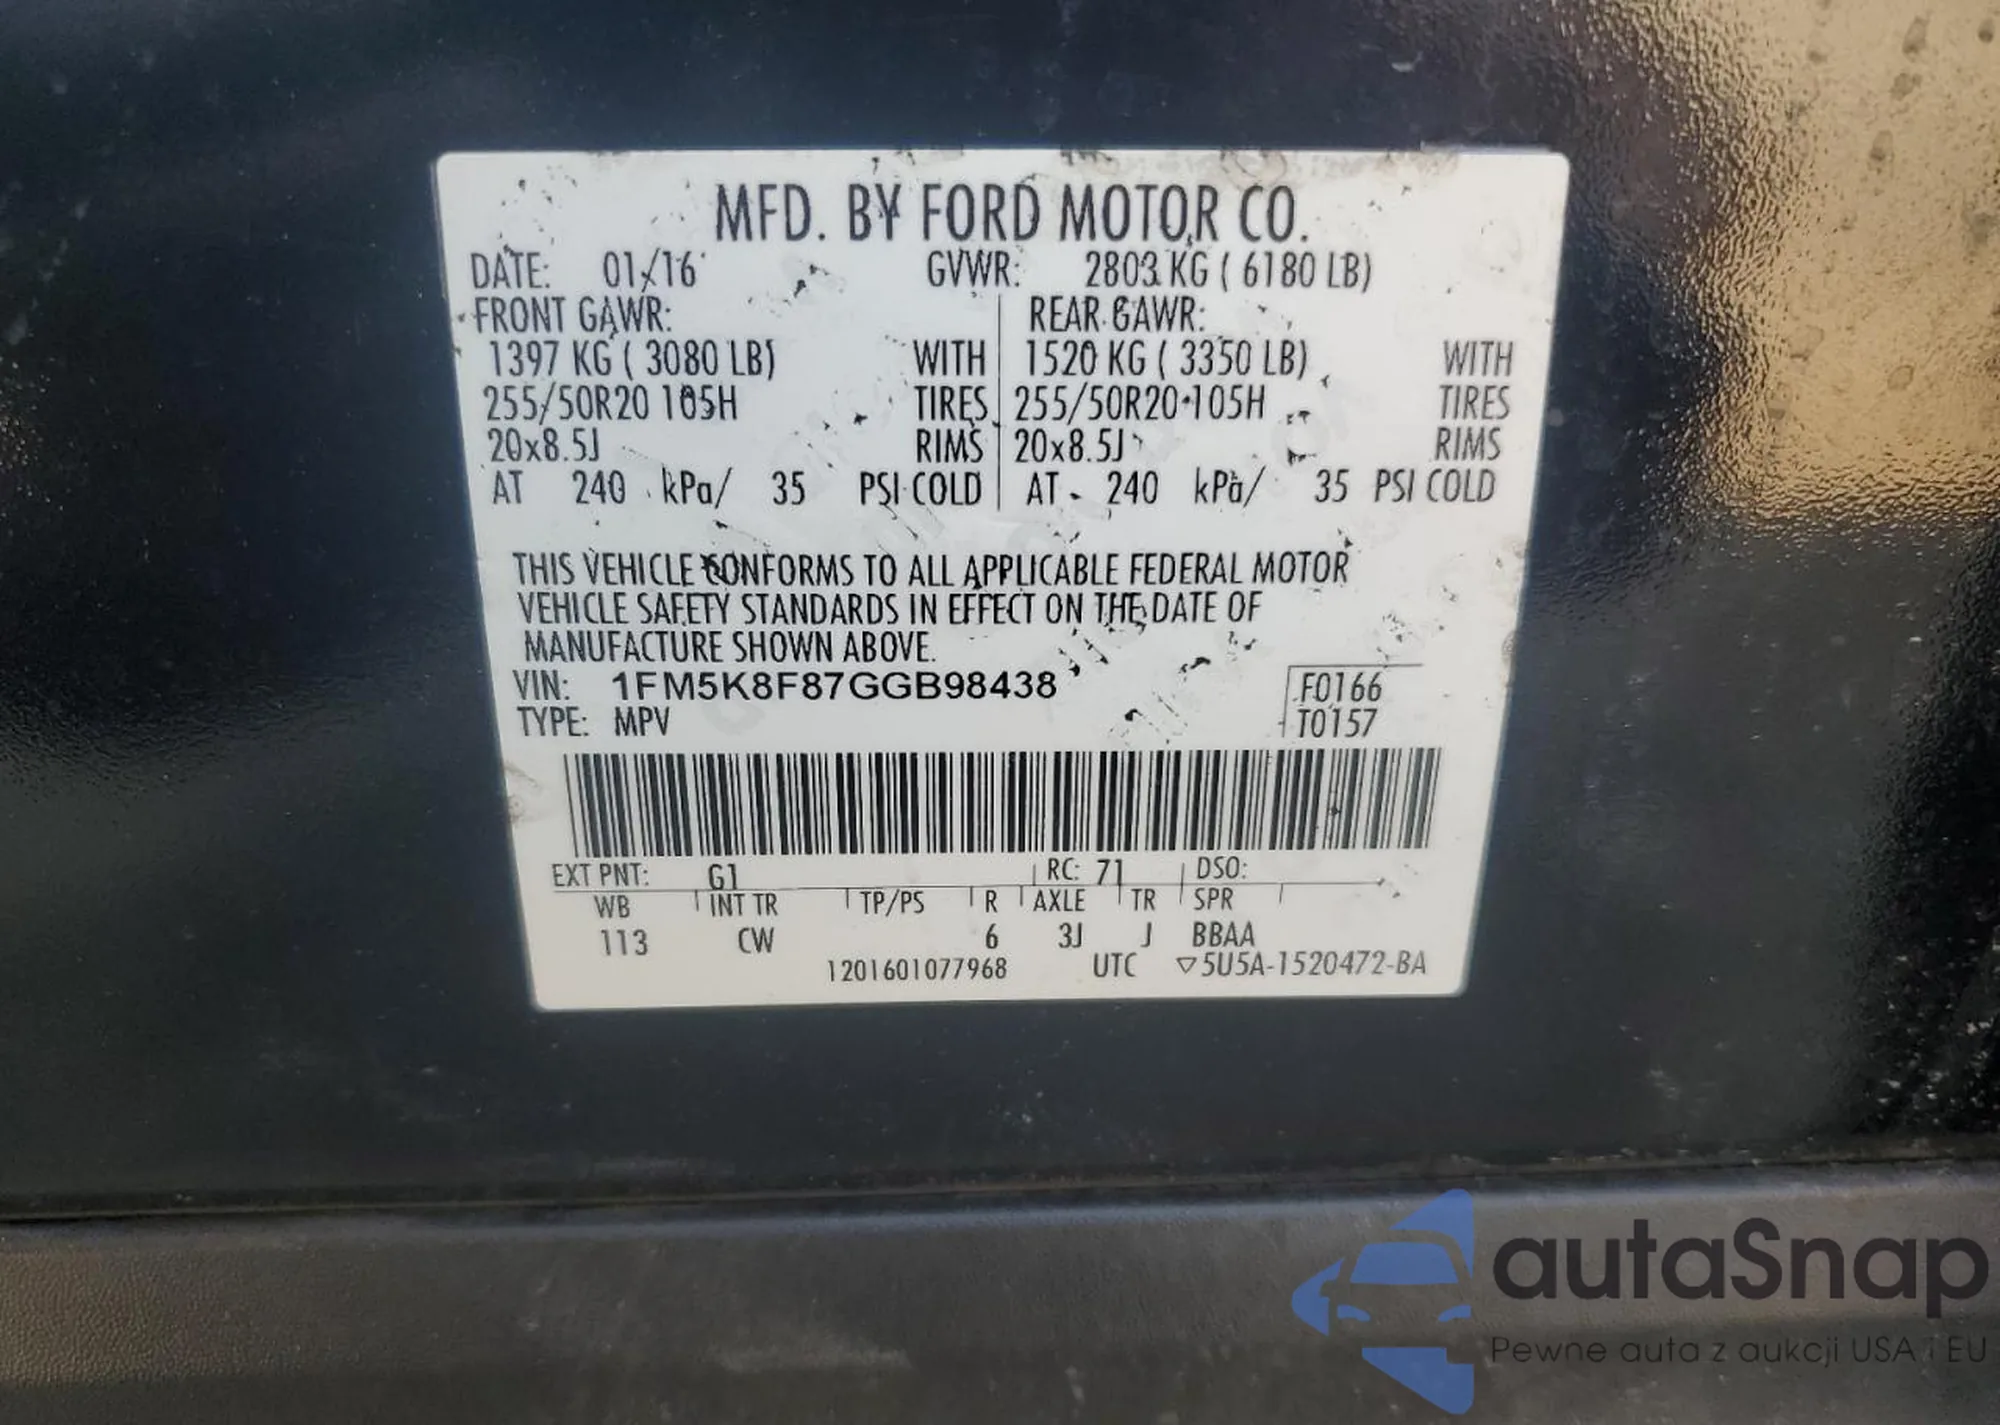 MFD. BY FORD MOTOR CO.
DATE: 01/16 GVWR: 2803 KG ( 6180 LB)
FRONT GAWR: REAR GAWR:
1397 KG ( 3080 LB) WITH 1520 KG ( 3350 LB) WITH
255/50R20 105H TIRES 255/50R20 105H TIRES
20x8.5J RIMS 20x8.5J RIMS
AT 240 kPa/ 35 PSI COLD AT 240 kPa/ 35 PSI COLD
THIS VEHICLE CONFORMS TO ALL APPLICABLE FEDERAL MOTOR
VEHICLE SAFETY STANDARDS IN EFFECT ON THE DATE OF
MANUFACTURE SHOWN ABOVE.
VIN: 1FM5K8F87GGB98438 F0166
TYPE: MPV T0157
EXT PNT: G1 RC: 71 DSO:
WB INT TR TP/PS R AXLE TR SPR
113 CW 6 3J J BBAA
1201601077968 UTC ▽5U5A-1520472-BA
autaSnap
Pewne auta z aukcji USA i EU